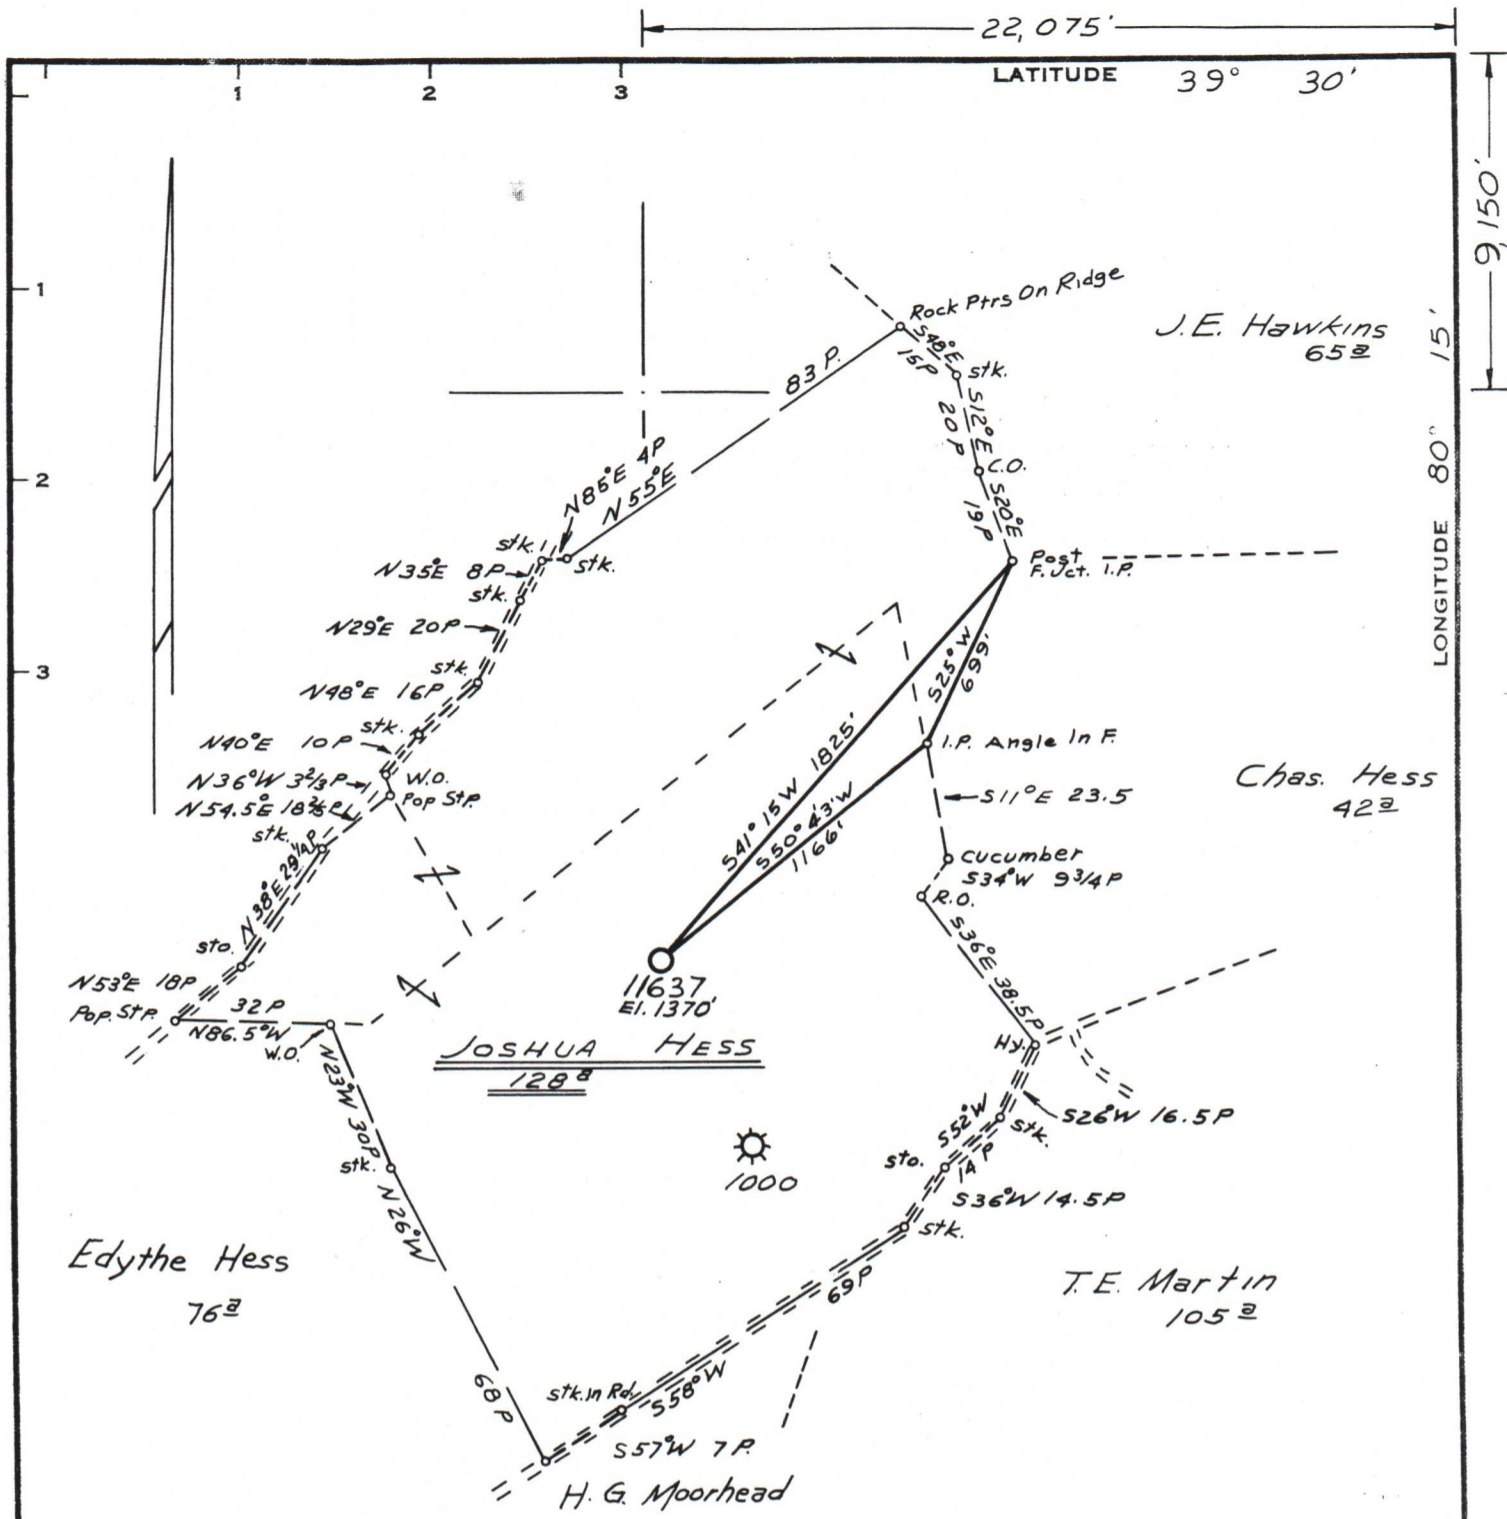 22,075'
LATITUDE 39° 30'
1 2 3
9,150'
1
2
3
LONGITUDE 80° 15'
Rock Ptrs On Ridge
J.E. Hawkins
65a
S48°E
15P
stk.
83 P.
S12°E
20P
N85°E 4P
N55°E
C.O.
S20°E
19P
stk.
stk.
Post
F. Jct. I.P.
N35°E 8P
stk.
N29°E 20P
stk.
N48°E 16P
S25°W
699'
stk.
N40°E 10P
W.O.
I.P. Angle In F.
N36°W 3 2/3 P
Pop StP.
Chas. Hess
42a
N54.5°E 18 2/5 P
S11°E 23.5
S41° 15'W 1825'
S50° 43'W
1166'
stk.
N38°E 29 1/4 P
Cucumber
S34°W 9 3/4 P
R.O.
sto.
S36°E 38.5P
N53°E 18P
Pop. StP.
32P
N86.5°W
W.O.
11637
El. 1370'
JOSHUA HESS
128a
Hy.
N23°W 30P
S26°W 16.5P
S52°W
14P
stk.
stk.
sto.
1000
S36°W 14.5P
N26°W
stk.
Edythe Hess
76a
T.E. Martin
105a
69P
68P
stk. In Rd.
S58°W
S57°W 7P.
H.G. Moorhead